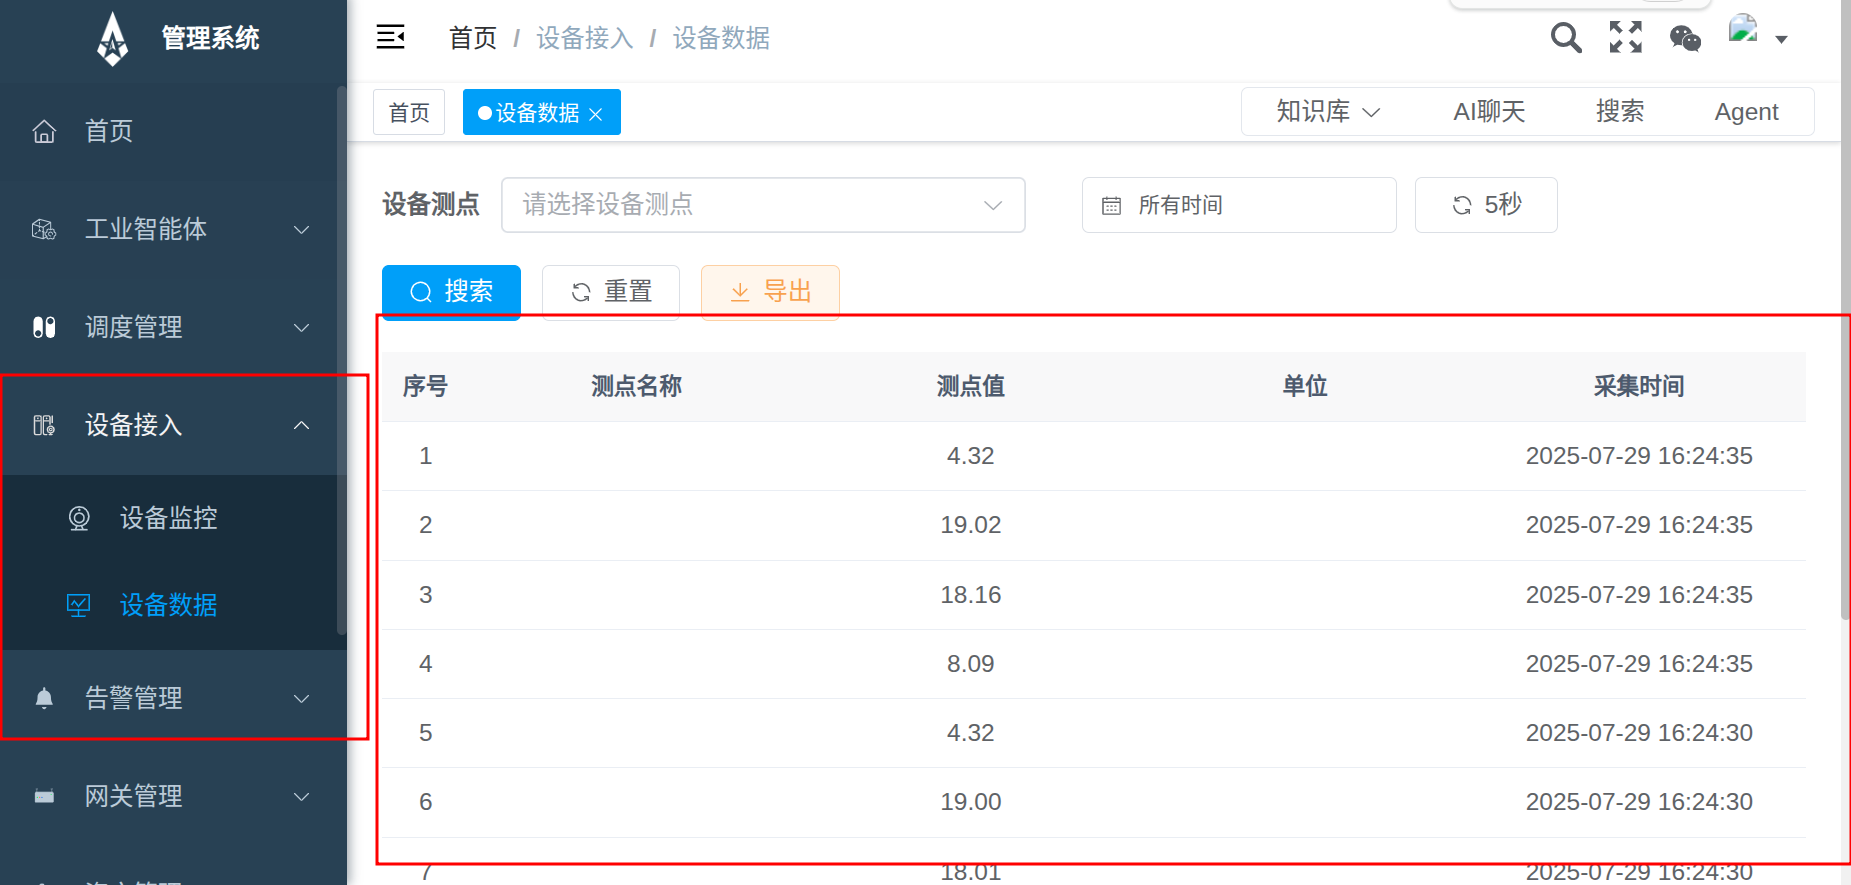 管理系统
首页 / 设备接入 / 设备数据
首页
设备数据
知识库
AI聊天
搜索
Agent
首页
工业智能体
调度管理
设备接入
设备监控
设备数据
告警管理
网关管理
设备测点
请选择设备测点
所有时间
5秒
搜索
重置
导出
序号 测点名称 测点值 单位 采集时间
1 4.32 2025-07-29 16:24:35
2 19.02 2025-07-29 16:24:35
3 18.16 2025-07-29 16:24:35
4 8.09 2025-07-29 16:24:35
5 4.32 2025-07-29 16:24:30
6 19.00 2025-07-29 16:24:30
7 18.01 2025-07-29 16:24:30